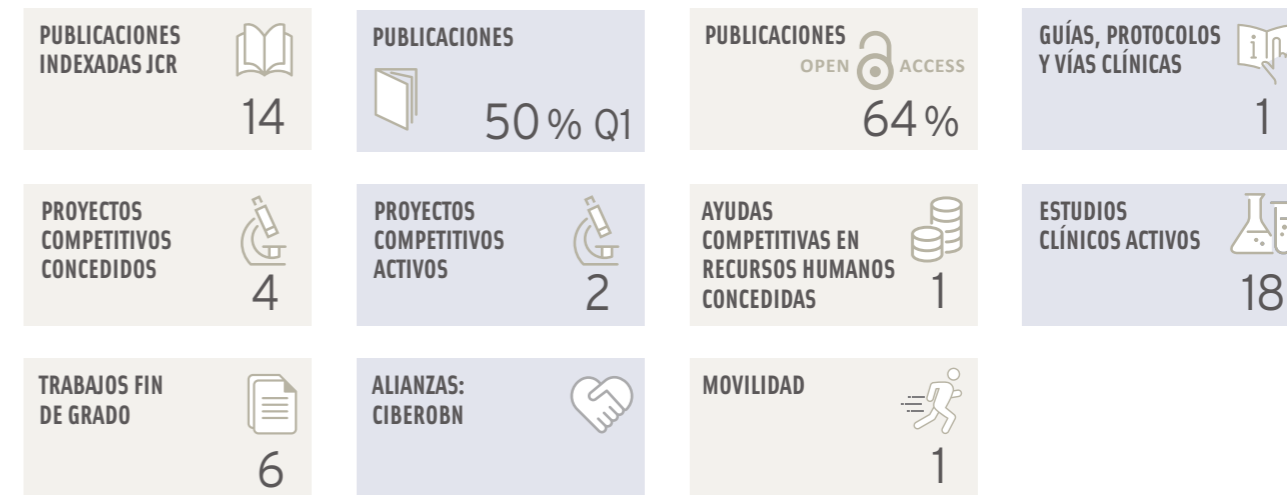 PUBLICACIONES
INDEXADAS JCR
14
PUBLICACIONES
50 % Q1
PUBLICACIONES
OPEN ACCESS
64 %
GUÍAS, PROTOCOLOS
Y VÍAS CLÍNICAS
i
1
PROYECTOS
COMPETITIVOS
CONCEDIDOS
4
PROYECTOS
COMPETITIVOS
ACTIVOS
2
AYUDAS
COMPETITIVAS EN
RECURSOS HUMANOS
CONCEDIDAS
1
ESTUDIOS
CLÍNICOS ACTIVOS
18
TRABAJOS FIN
DE GRADO
6
ALIANZAS:
CIBEROBN
MOVILIDAD
1